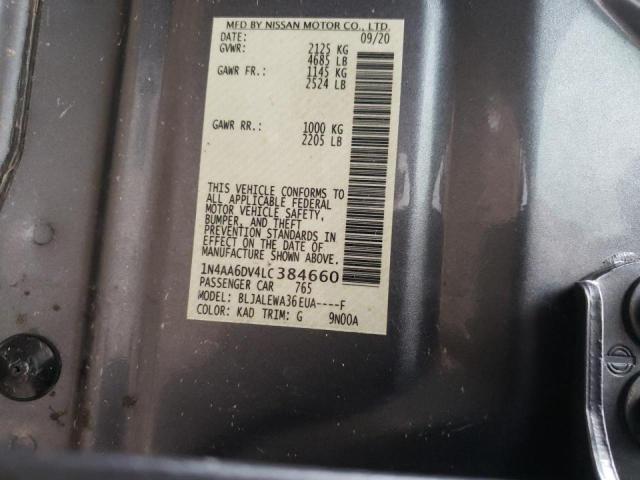 MFD BY NISSAN MOTOR CO., LTD.
DATE: 09/20
GVWR: 2125 KG
4685 LB
GAWR FR.: 1145 KG
2524 LB
GAWR RR.: 1000 KG
2205 LB
THIS VEHICLE CONFORMS TO
ALL APPLICABLE FEDERAL
MOTOR VEHICLE SAFETY,
BUMPER, AND THEFT
PREVENTION STANDARDS IN
EFFECT ON THE DATE OF
MANUFACTURE SHOWN ABOVE.
1N4AA6DV4LC384660
PASSENGER CAR 765
MODEL: BLJALEWA36EUA----F
COLOR: KAD TRIM: G 9N00A